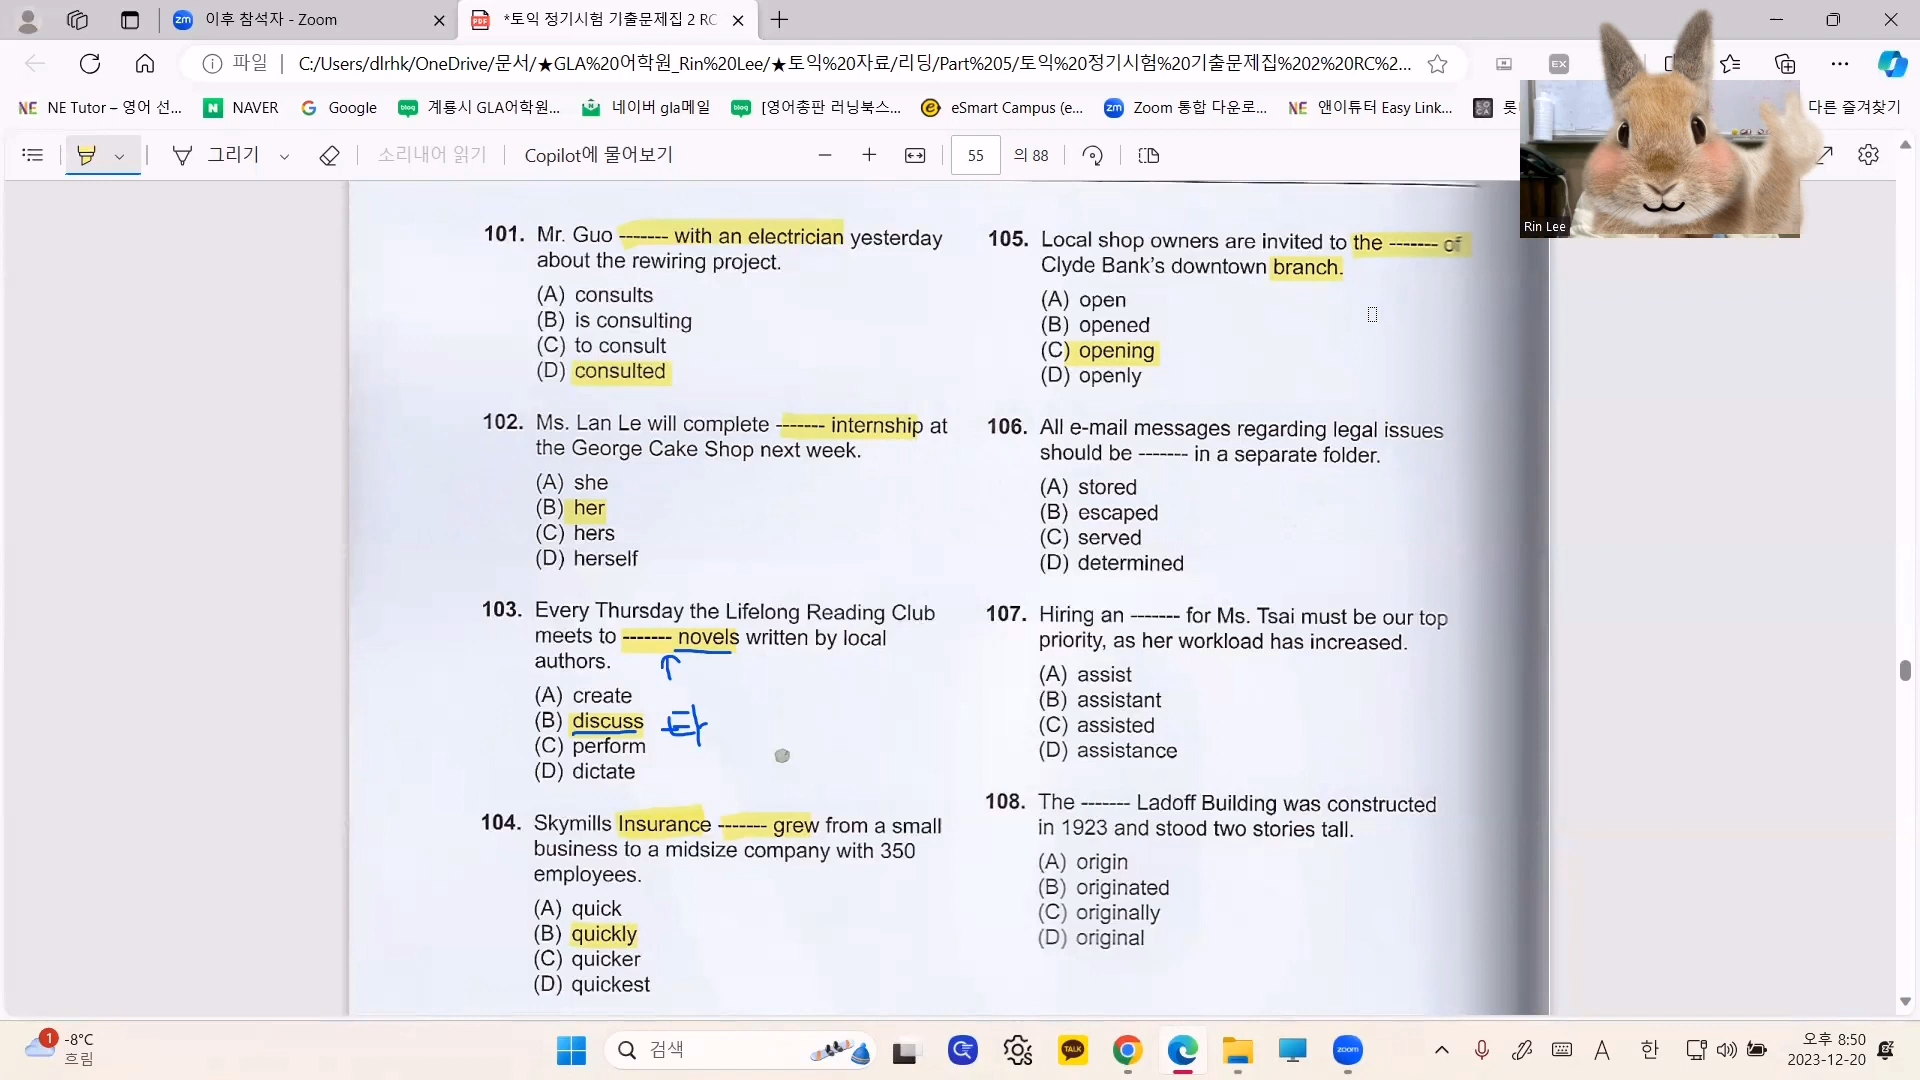 이후 참석자 - Zoom
*토익 정기시험 기출문제집 2 RC
파일
C:/Users/dlrhk/OneDrive/문서/★GLA%20어학원_Rin%20Lee/★토익%20자료/리딩/Part%205/토익%20정기시험%20기출문제집%202%20RC%2...
NE Tutor – 영어 선...
NAVER
Google
계룡시 GLA어학원...
네이버 gla메일
[영어총판 러닝북스...
eSmart Campus (e...
Zoom 통합 다운로...
앤이튜터 Easy Link...
다른 즐겨찾기
그리기
소리내어 읽기
Copilot에 물어보기
55 의 88
Rin Lee
101. Mr. Guo ------- with an electrician yesterday
about the rewiring project.
(A) consults
(B) is consulting
(C) to consult
(D) consulted
102. Ms. Lan Le will complete ------- internship at
the George Cake Shop next week.
(A) she
(B) her
(C) hers
(D) herself
103. Every Thursday the Lifelong Reading Club
meets to ------- novels written by local
authors.
(A) create
(B) discuss 타
(C) perform
(D) dictate
104. Skymills Insurance ------- grew from a small
business to a midsize company with 350
employees.
(A) quick
(B) quickly
(C) quicker
(D) quickest
105. Local shop owners are invited to the ------- of
Clyde Bank's downtown branch.
(A) open
(B) opened
(C) opening
(D) openly
106. All e-mail messages regarding legal issues
should be ------- in a separate folder.
(A) stored
(B) escaped
(C) served
(D) determined
107. Hiring an ------- for Ms. Tsai must be our top
priority, as her workload has increased.
(A) assist
(B) assistant
(C) assisted
(D) assistance
108. The ------- Ladoff Building was constructed
in 1923 and stood two stories tall.
(A) origin
(B) originated
(C) originally
(D) original
1
-8°C
흐림
검색
TALK
zoom
A
한
오후 8:50
2023-12-20